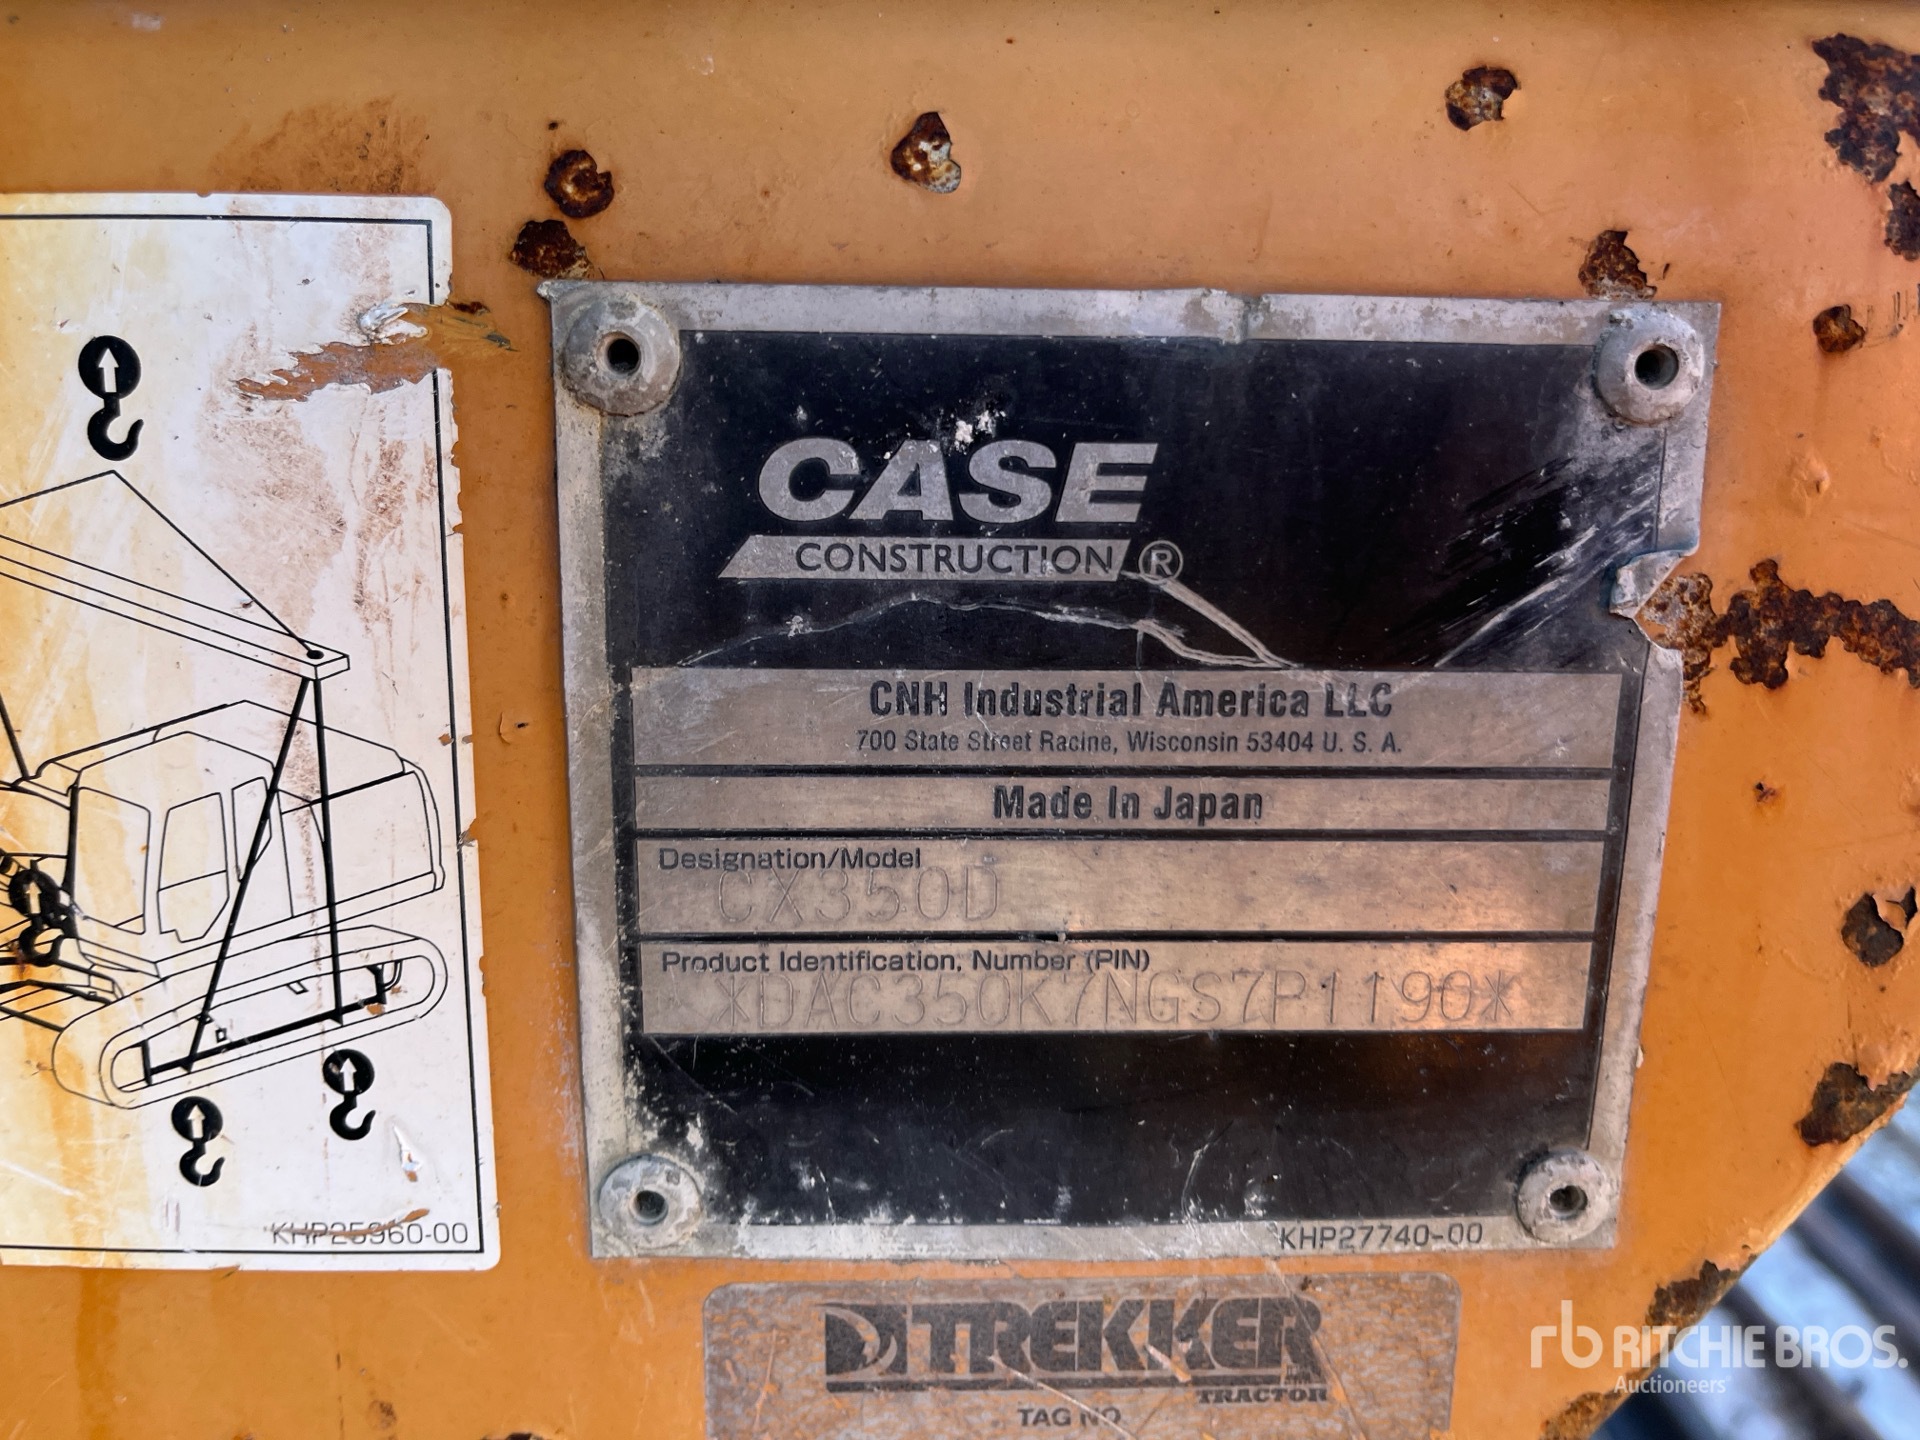 CASE
CONSTRUCTION ®
CNH Industrial America LLC
700 State Street Racine, Wisconsin 53404 U. S. A.
Made In Japan
Designation/Model
CX350D
Product Identification, Number (PIN)
*DAC350K7NGS7P1190*
KHP27740-00
KHP25960-00
TREKKER
TRACTOR
TAG NO
rb RITCHIE BROS.
Auctioneers